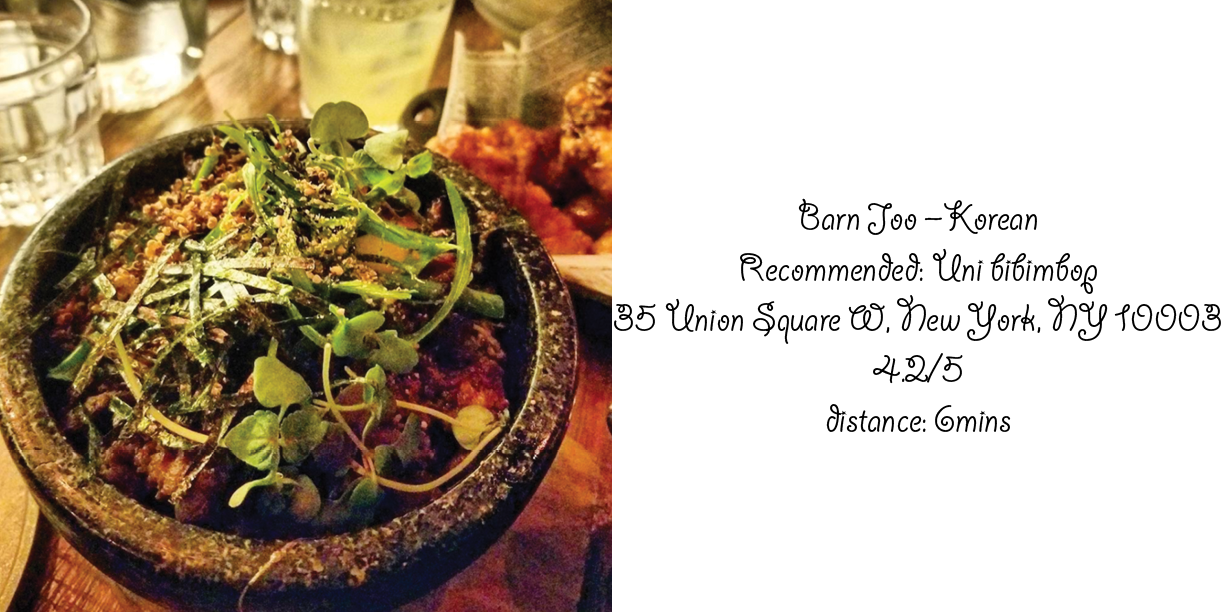 Barn Joo – Korean
Recommended: Uni bibimbop
35 Union Square W, New York, NY 10003
4.2/5
distance: 6mins